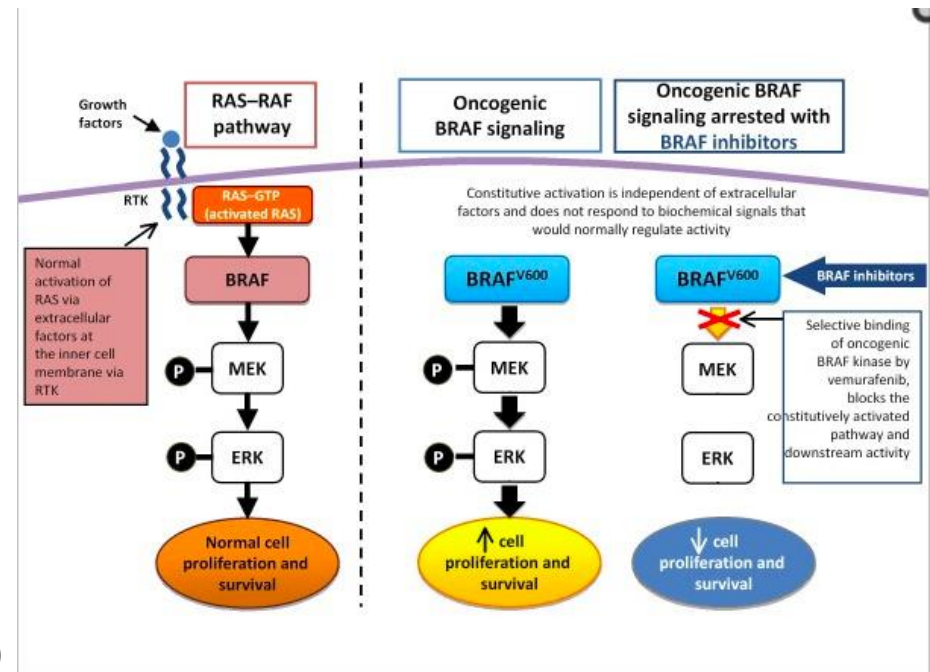 Growth
factors
RAS–RAF
pathway
RTK
RAS–GTP
(activated RAS)
Normal
activation of
RAS via
extracellular
factors at
the inner cell
membrane via
RTK
BRAF
P
MEK
P
ERK
Normal cell
proliferation and
survival
Oncogenic
BRAF signaling
Oncogenic BRAF
signaling arrested with
BRAF inhibitors
Constitutive activation is independent of extracellular
factors and does not respond to biochemical signals that
would normally regulate activity
BRAFV600
P
MEK
P
ERK
↑ cell
proliferation and
survival
BRAFV600
BRAF inhibitors
MEK
ERK
Selective binding
of oncogenic
BRAF kinase by
vemurafenib,
blocks the
constitutively activated
pathway and
downstream activity
↓ cell
proliferation and
survival